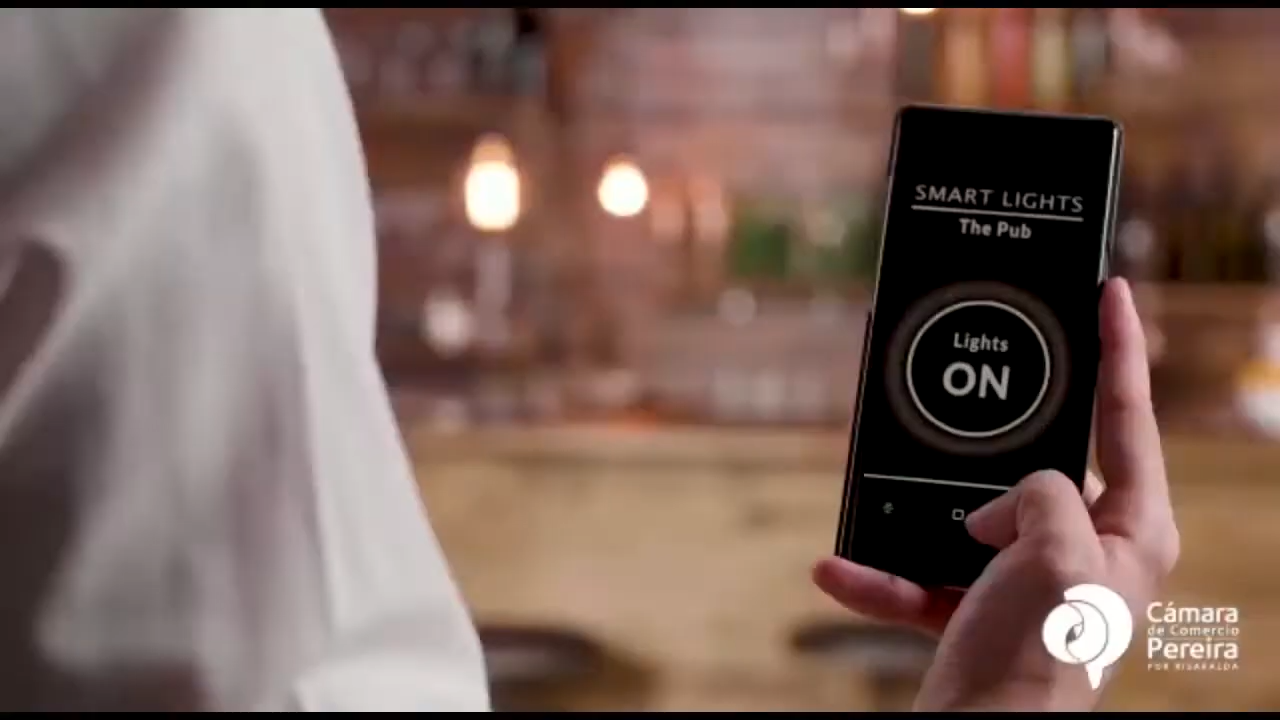 SMART LIGHTS
The Pub
Lights
ON
Cámara
de Comercio
Pereira
POR RISARALDA